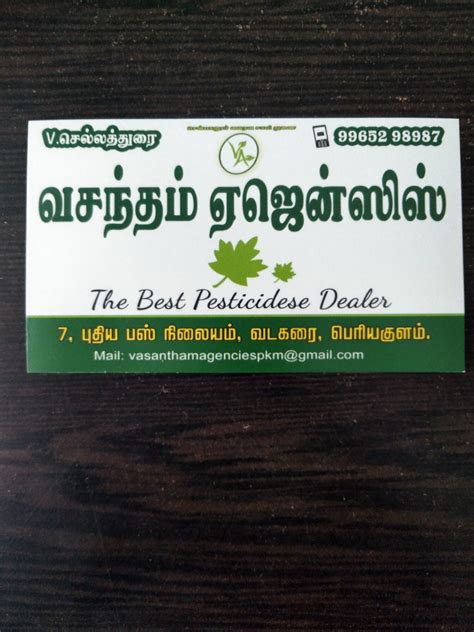 V.செல்லத்துரை
VA
99652 98987
வசந்தம் ஏஜென்ஸிஸ்
The Best Pesticidese Dealer
7, புதிய பஸ் நிலையம், வடகரை, பெரியகுளம்.
Mail: vasanthamagenciespkm@gmail.com